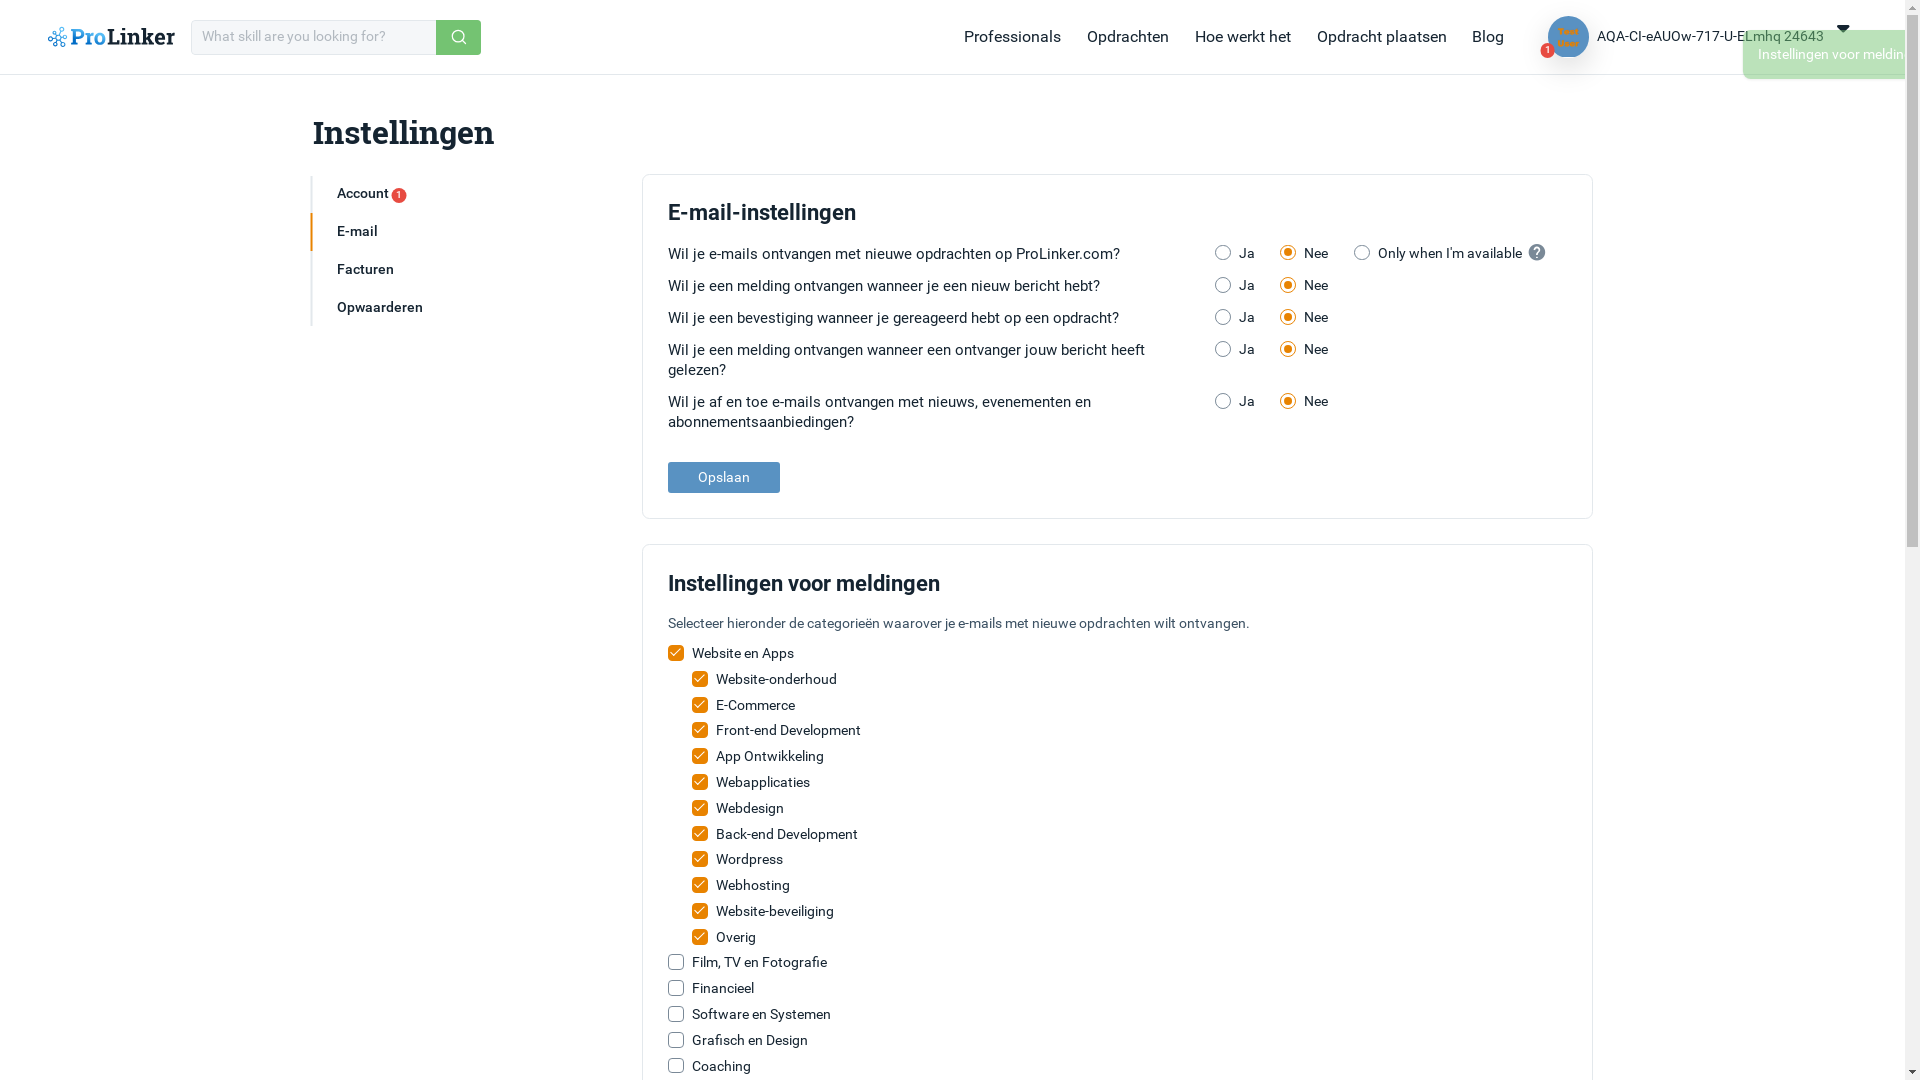 ProLinker
What skill are you looking for?
Professionals
Opdrachten
Hoe werkt het
Opdracht plaatsen
Blog
Test
User
1
AQA-CI-eAUOw-717-U-ELmhq 24643
Instellingen voor
Instellingen
Account 1
E-mail
Facturen
Opwaarderen
E-mail-instellingen
Wil je e-mails ontvangen met nieuwe opdrachten op ProLinker.com? Ja Nee Only when I'm available ?
Wil je een melding ontvangen wanneer je een nieuw bericht hebt? Ja Nee
Wil je een bevestiging wanneer je gereageerd hebt op een opdracht? Ja Nee
Wil je een melding ontvangen wanneer een ontvanger jouw bericht heeft Ja Nee
gelezen?
Wil je af en toe e-mails ontvangen met nieuws, evenementen en Ja Nee
abonnementsaanbiedingen?
Opslaan
Instellingen voor meldingen
Selecteer hieronder de categorieën waarover je e-mails met nieuwe opdrachten wilt ontvangen.
Website en Apps
Website-onderhoud
E-Commerce
Front-end Development
App Ontwikkeling
Webapplicaties
Webdesign
Back-end Development
Wordpress
Webhosting
Website-beveiliging
Overig
Film, TV en Fotografie
Financieel
Software en Systemen
Grafisch en Design
Coaching